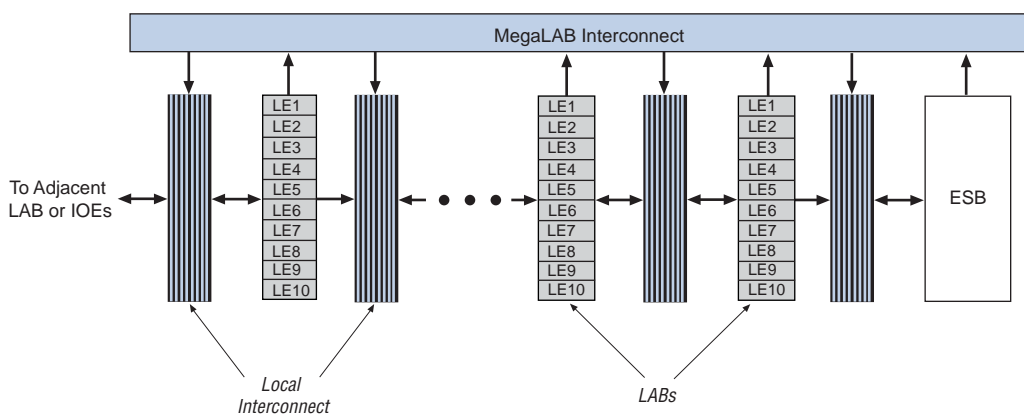 MegaLAB Interconnect
LE1
LE2
LE3
LE4
LE5
LE6
LE7
LE8
LE9
LE10
LE1
LE2
LE3
LE4
LE5
LE6
LE7
LE8
LE9
LE10
LE1
LE2
LE3
LE4
LE5
LE6
LE7
LE8
LE9
LE10
To Adjacent
LAB or IOEs
ESB
Local
Interconnect
LABs